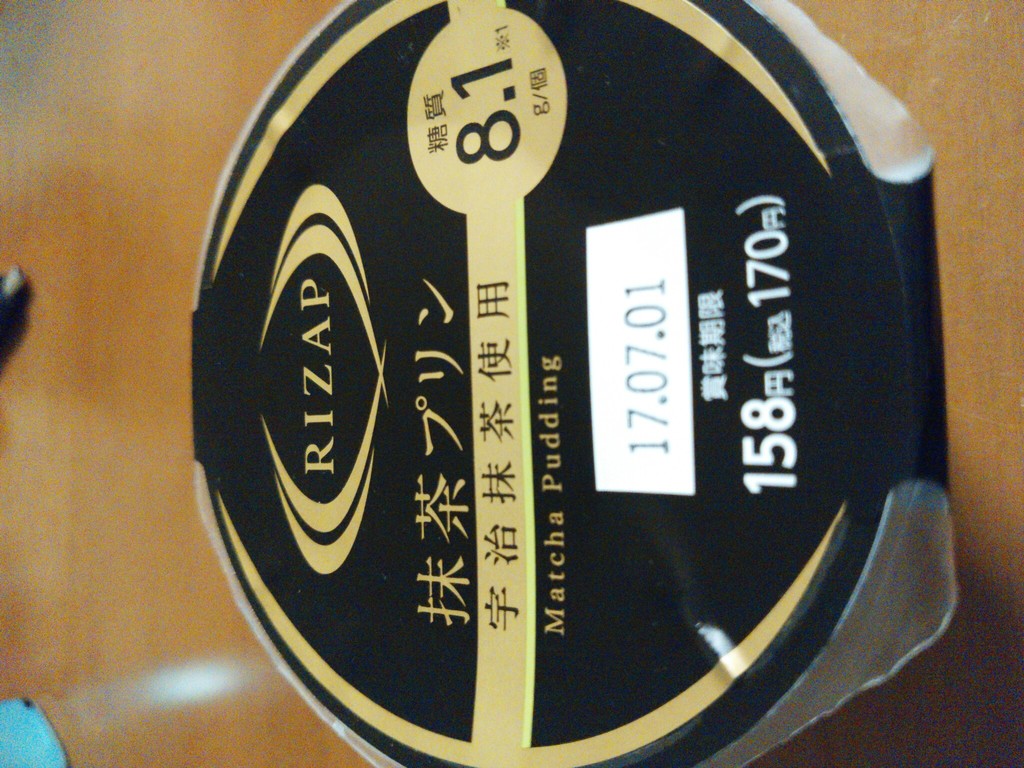 RIZAP
糖質
8.1※1
g/個
抹茶プリン
宇治抹茶使用
Matcha Pudding
17.07.01
賞味期限
158円(税込170円)